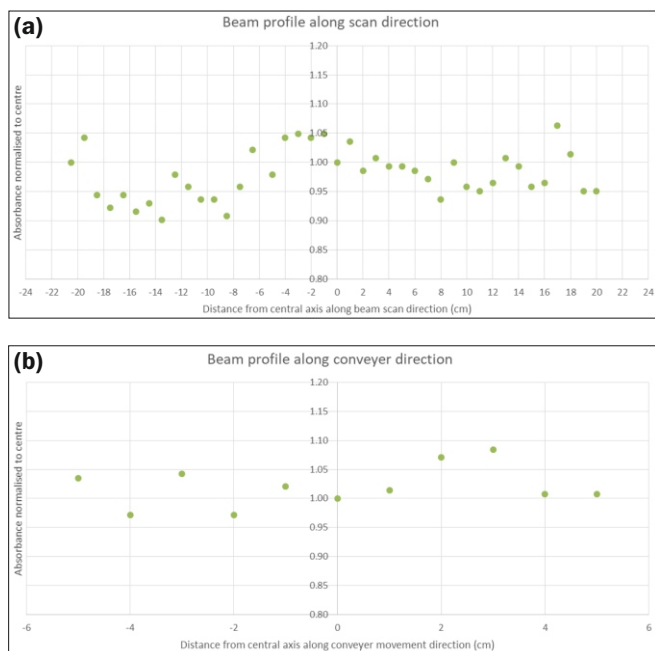 (a)
Beam profile along scan direction
Absorbance normalised to centre
1.20
1.15
1.10
1.05
1.00
0.95
0.90
0.85
0.80
-24 -22 -20 -18 -16 -14 -12 -10 -8 -6 -4 -2 0 2 4 6 8 10 12 14 16 18 20 22 24
Distance from central axis along beam scan direction (cm)
(b)
Beam profile along conveyer direction
Absorbance normalised to centre
1.20
1.15
1.10
1.05
1.00
0.95
0.90
0.85
0.80
-6 -4 -2 0 2 4 6
Distance from central axis along conveyer movement direction (cm)